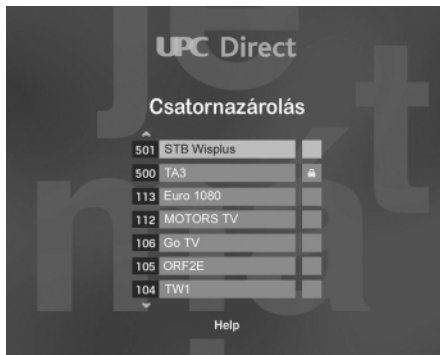 UPC Direct
Csatornazárolás
501 STB Wisplus
500 TA3
113 Euro 1080
112 MOTORS TV
106 Go TV
105 ORF2E
104 TW1
Help